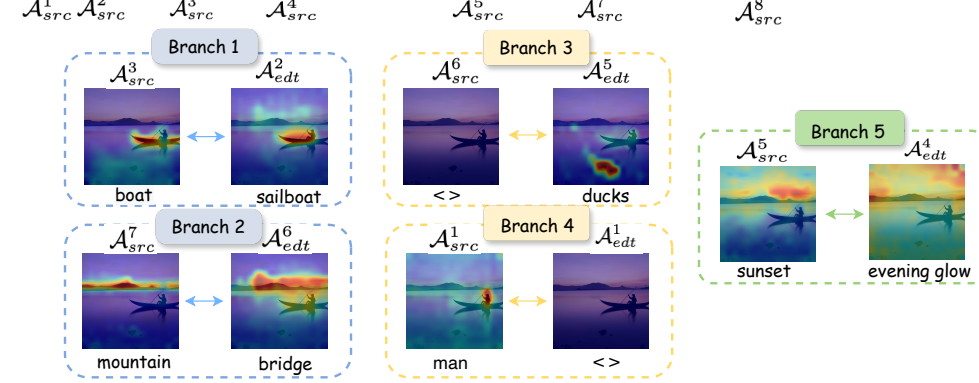 𝒜¹src 𝒜²src 𝒜³src 𝒜⁴src 𝒜⁵src 𝒜⁷src 𝒜⁸src
Branch 1
𝒜³src 𝒜²edt
boat sailboat
Branch 2
𝒜⁷src 𝒜⁶edt
mountain bridge
Branch 3
𝒜⁶src 𝒜⁵edt
<> ducks
Branch 4
𝒜¹src 𝒜¹edt
man <>
Branch 5
𝒜⁵src 𝒜⁴edt
sunset evening glow